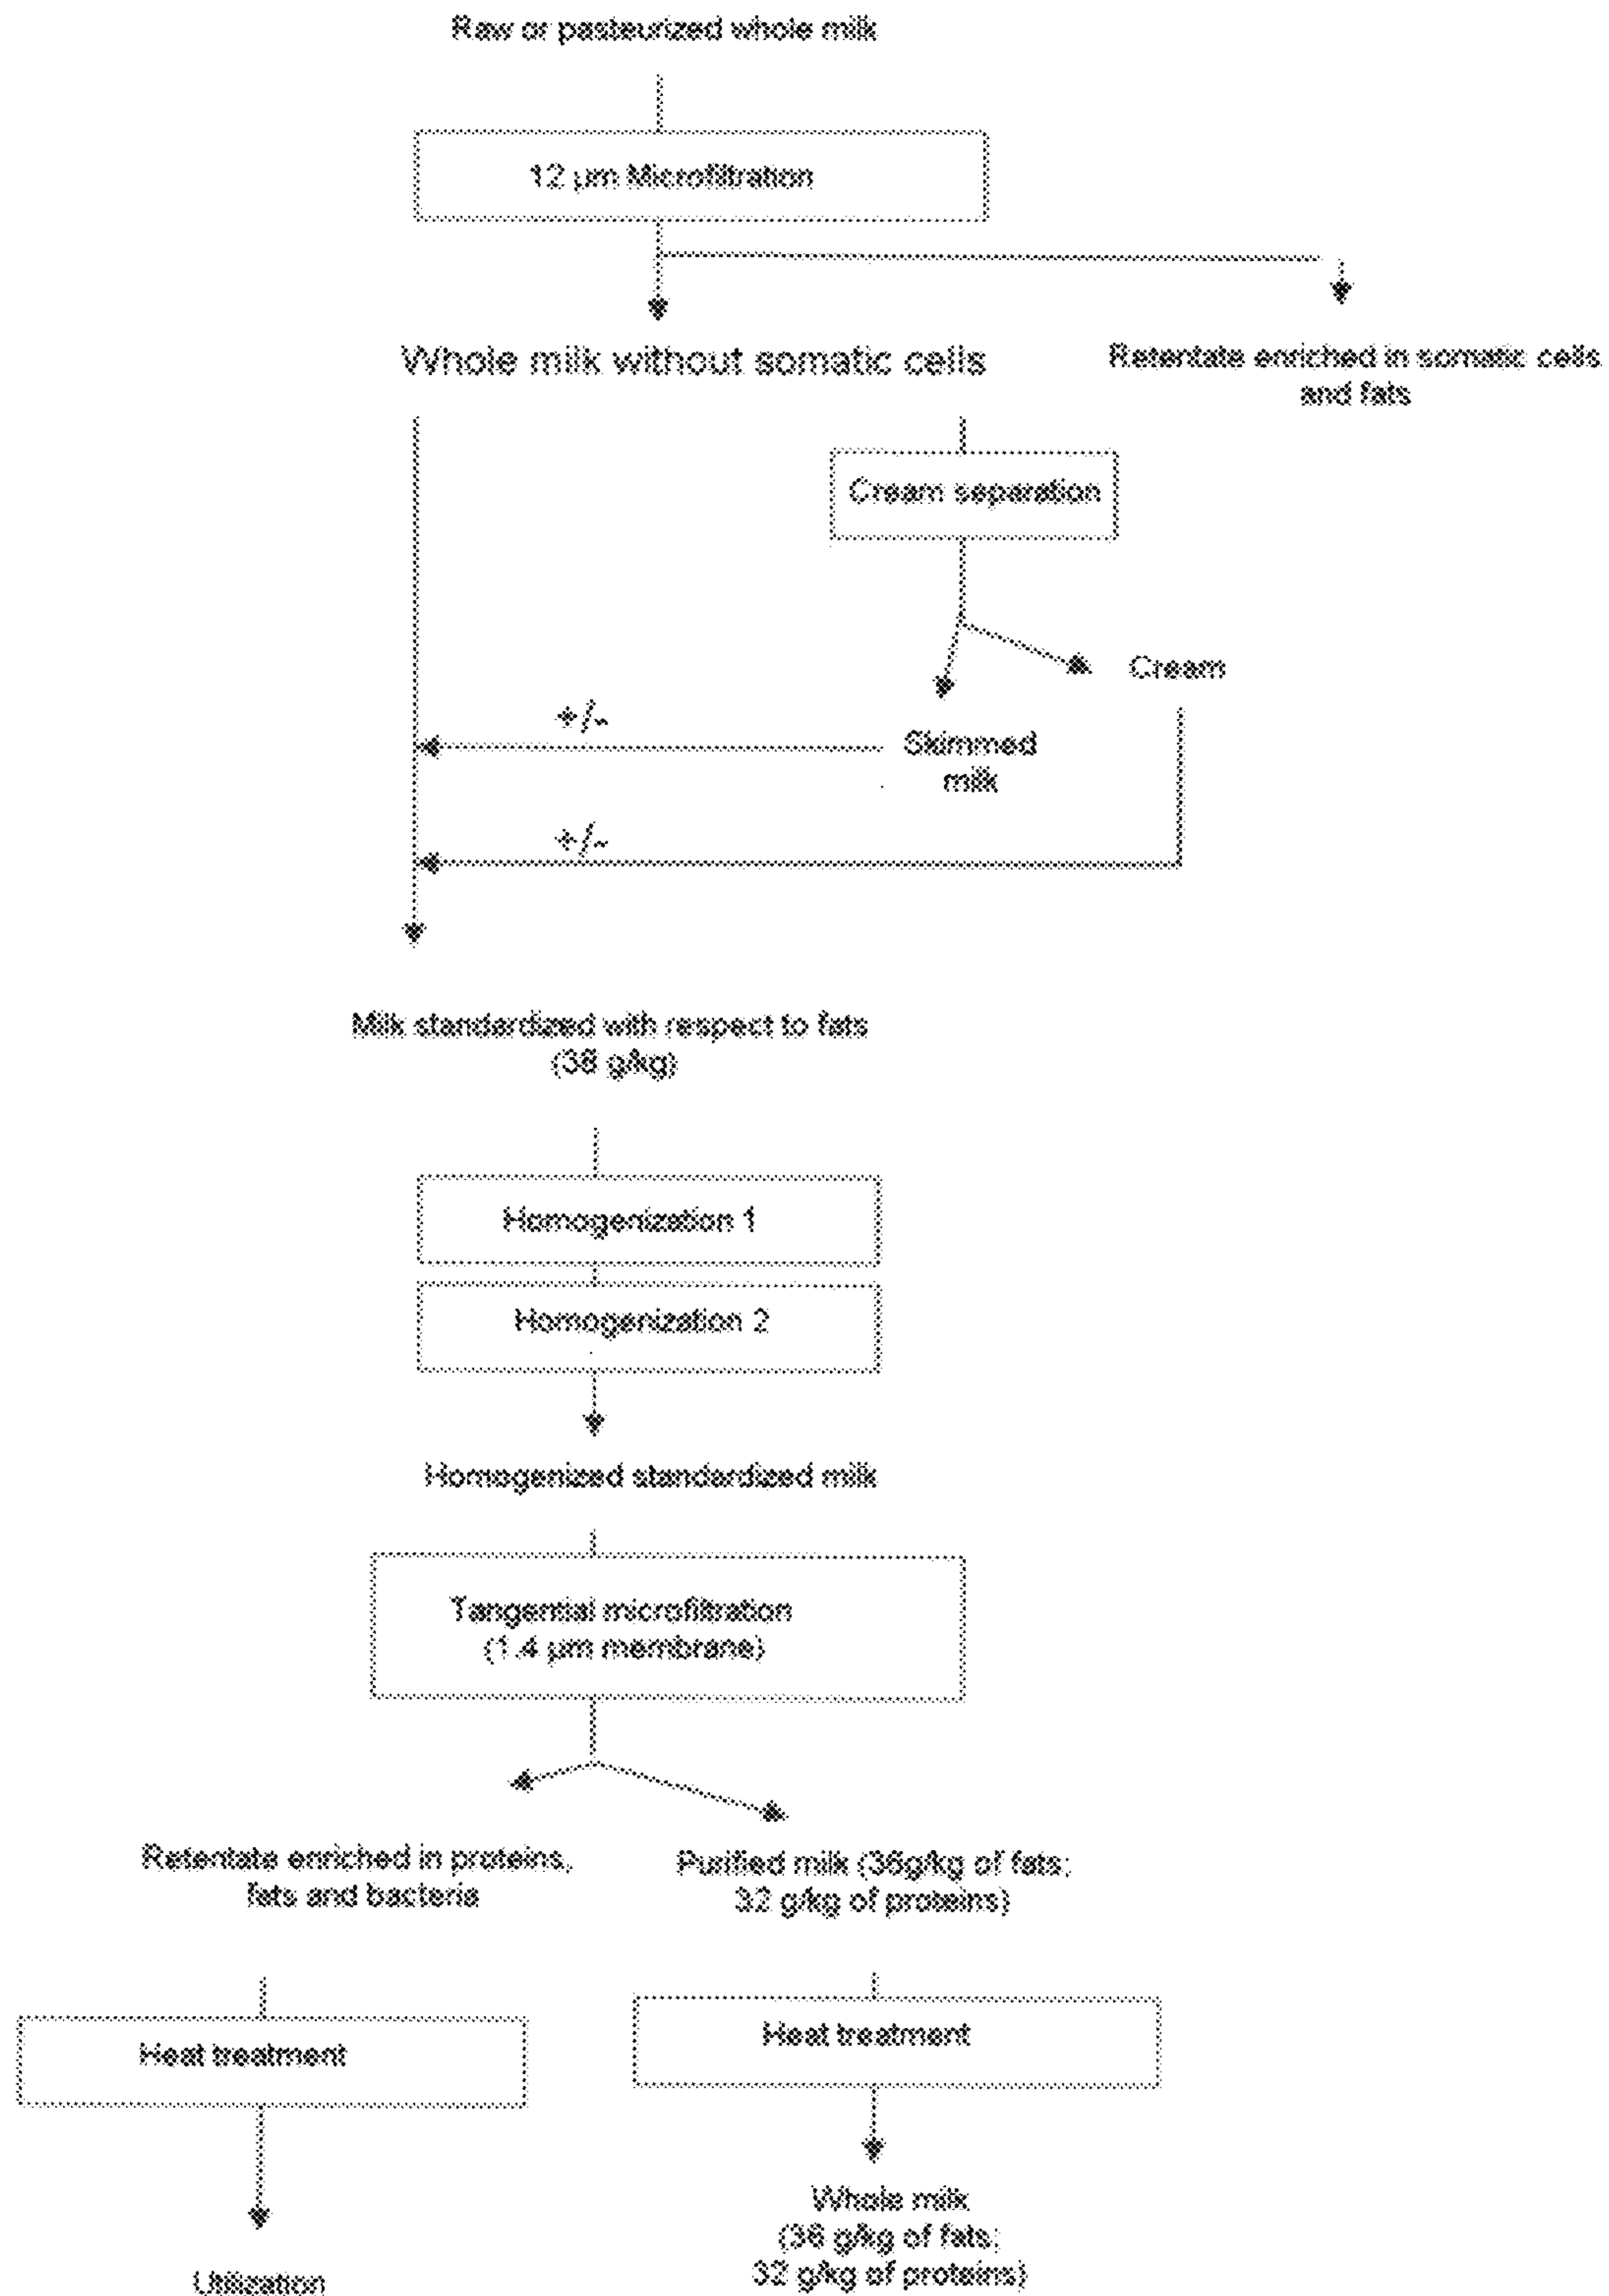 Raw or pasteurized whole milk
12 µm Microfiltration
Whole milk without somatic cells
Retentate enriched in somatic cells
and fats
Cream separation
Cream
+/-
Skimmed
milk
+/-
Milk standardized with respect to fats
(38 g/kg)
Homogenization 1
Homogenization 2
Homogenized standardized milk
Tangential microfiltration
(1.4 µm membrane)
Retentate enriched in proteins,
fats and bacteria
Purified milk (36g/kg of fats;
32 g/kg of proteins)
Heat treatment
Heat treatment
Whole milk
(36 g/kg of fats;
32 g/kg of proteins)
Utilization